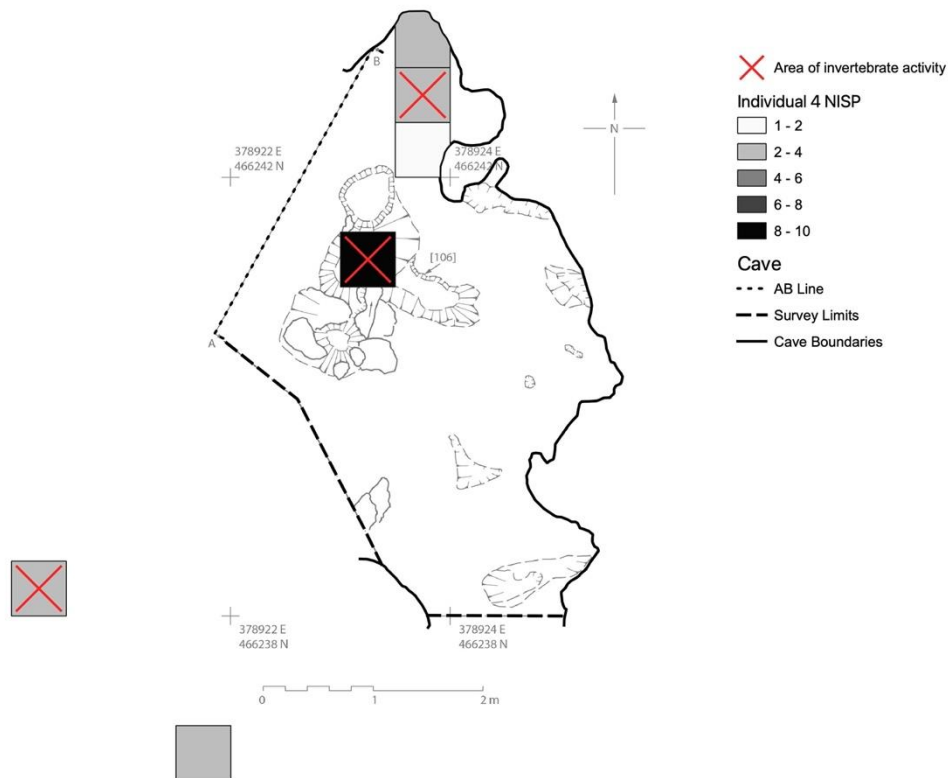 B
378922 E
466242 N
378924 E
466242 N
N
[106]
A
378922 E
466238 N
378924 E
466238 N
0 1 2 m
Area of invertebrate activity
Individual 4 NISP
1 - 2
2 - 4
4 - 6
6 - 8
8 - 10
Cave
AB Line
Survey Limits
Cave Boundaries